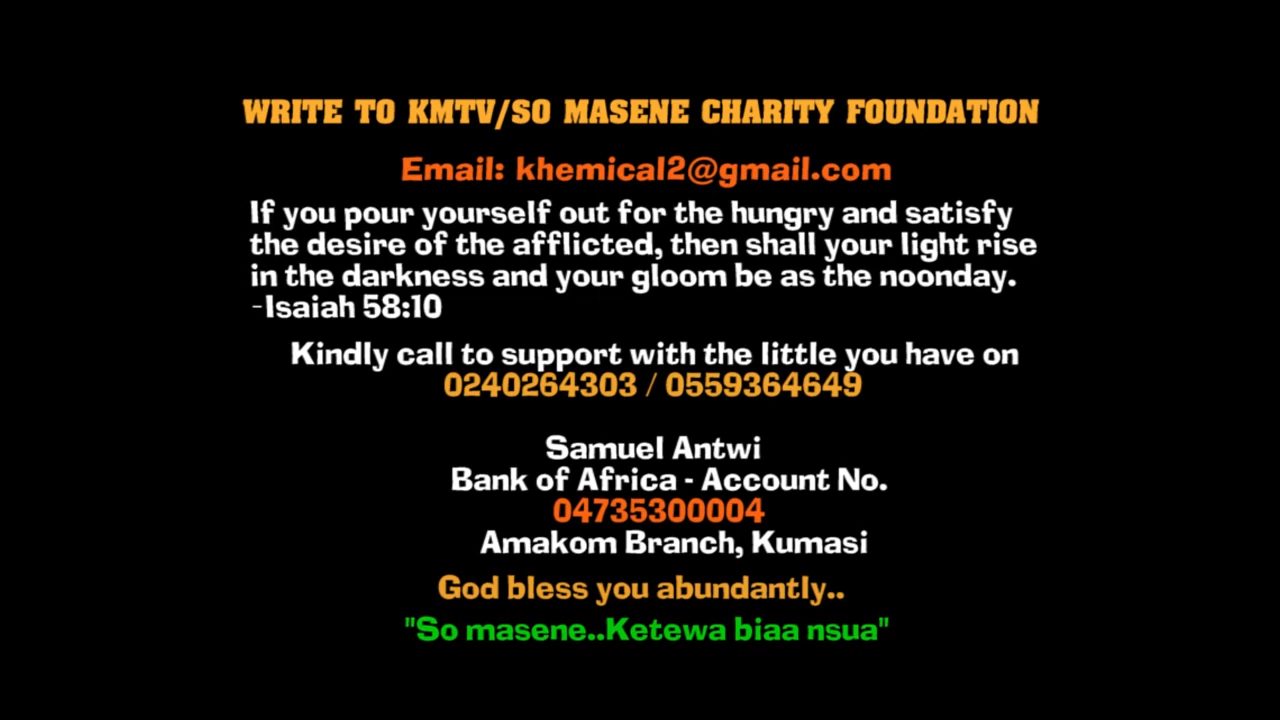 WRITE TO KMTV/SO MASENE CHARITY FOUNDATION
Email: khemical2@gmail.com
If you pour yourself out for the hungry and satisfy
the desire of the afflicted, then shall your light rise
in the darkness and your gloom be as the noonday.
-Isaiah 58:10
Kindly call to support with the little you have on
0240264303 / 0559364649
Samuel Antwi
Bank of Africa - Account No.
04735300004
Amakom Branch, Kumasi
God bless you abundantly..
"So masene..Ketewa biaa nsua"